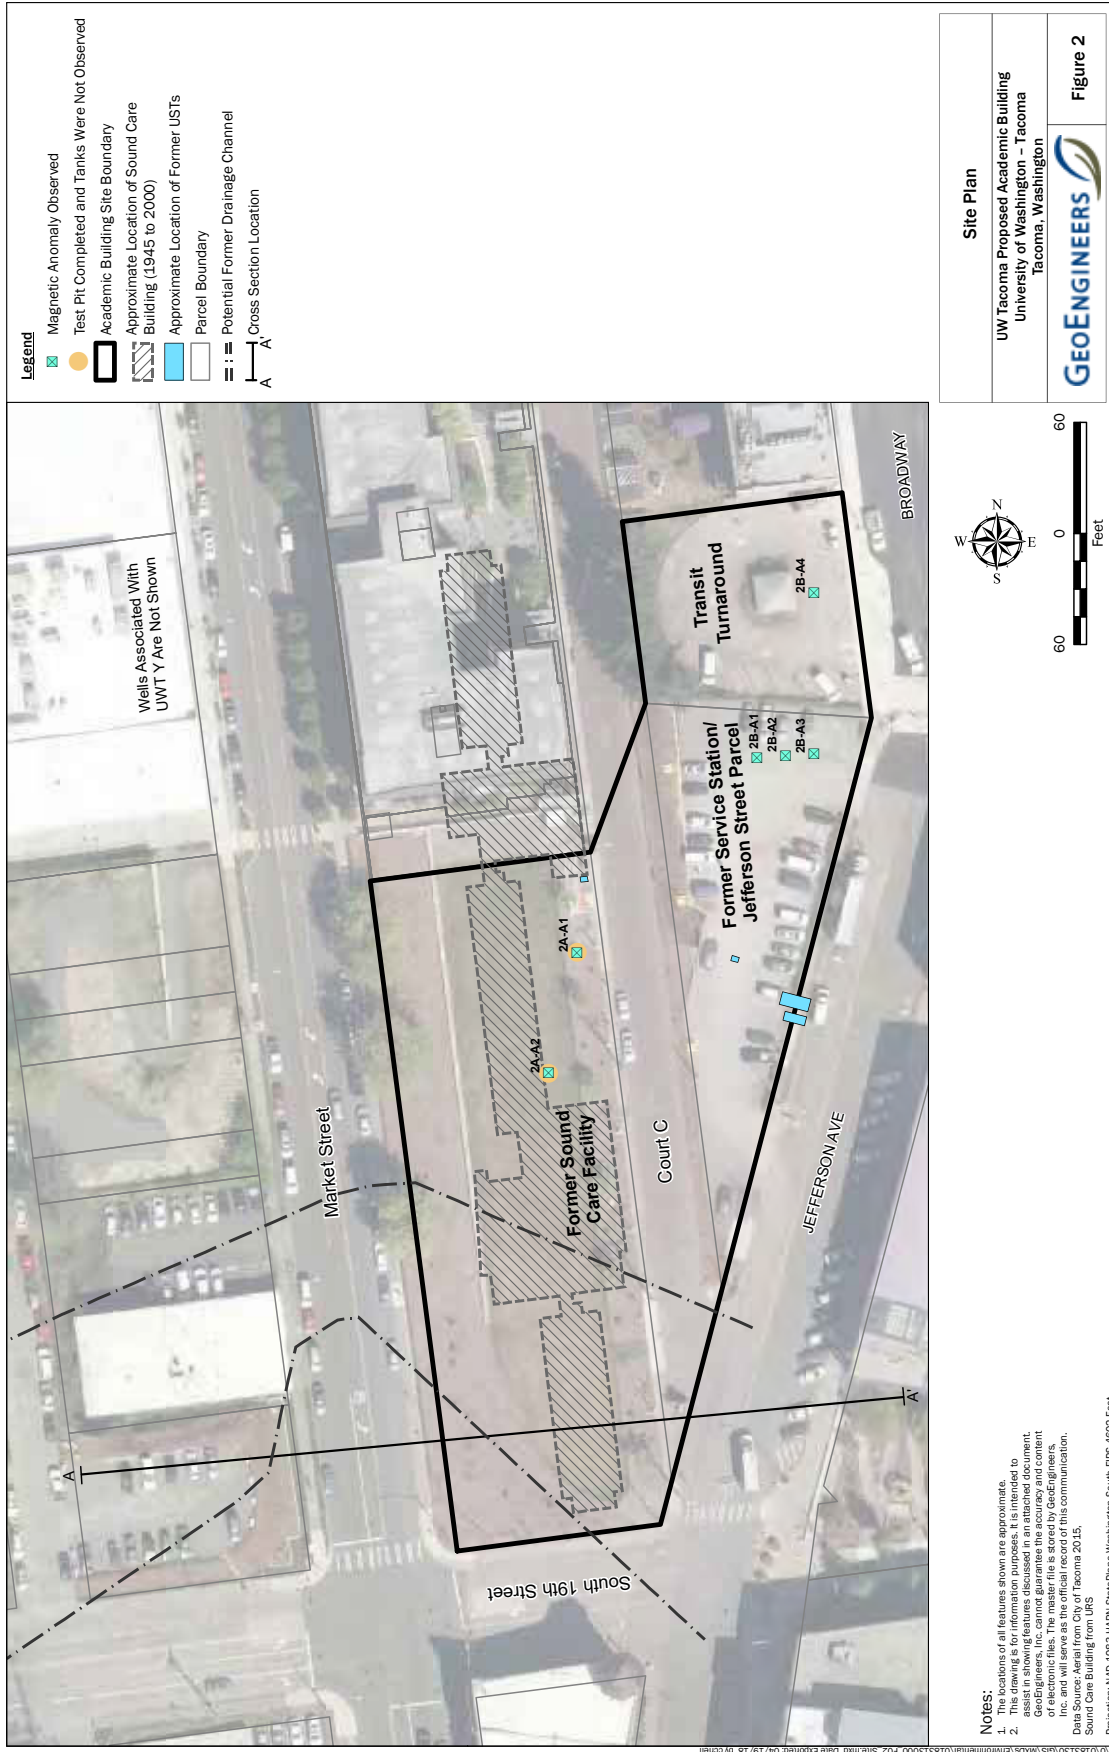 Legend
Magnetic Anomaly Observed
Test Pit Completed and Tanks Were Not Observed
Academic Building Site Boundary
Approximate Location of Sound Care
Building (1945 to 2000)
Approximate Location of Former USTs
Parcel Boundary
Potential Former Drainage Channel
A A'
Cross Section Location
Wells Associated With
UWT Y Are Not Shown
Market Street
A
2A-A2
2A-A1
Former Sound
Care Facility
Court C
South 19th Street
Transit
Turnaround
2B-A4
Former Service Station/
Jefferson Street Parcel
2B-A1
2B-A2
2B-A3
JEFFERSON AVE
BROADWAY
A'
N
W
E
S
60 0 60
Feet
Notes:
1. The locations of all features shown are approximate.
2. This drawing is for information purposes. It is intended to
assist in showing features discussed in an attached document.
GeoEngineers, Inc. cannot guarantee the accuracy and content
of electronic files. The master file is stored by GeoEngineers,
Inc. and will serve as the official record of this communication.
Data Source: Aerial from City of Tacoma 2015,
Sound Care Building from URS
Site Plan
UW Tacoma Proposed Academic Building
University of Washington – Tacoma
Tacoma, Washington
GEOENGINEERS
Figure 2